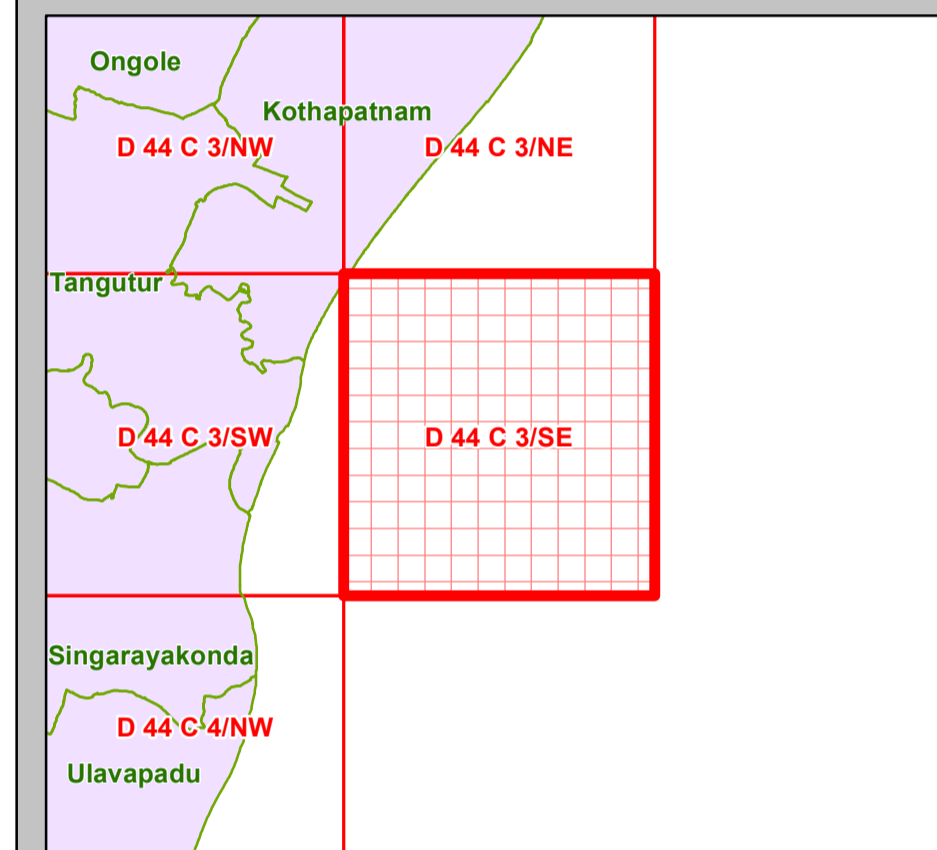 Ongole
Kothapatnam
D 44 C 3/NW
D 44 C 3/NE
Tangutur
D 44 C 3/SW
D 44 C 3/SE
Singarayakonda
D 44 C 4/NW
Ulavapadu